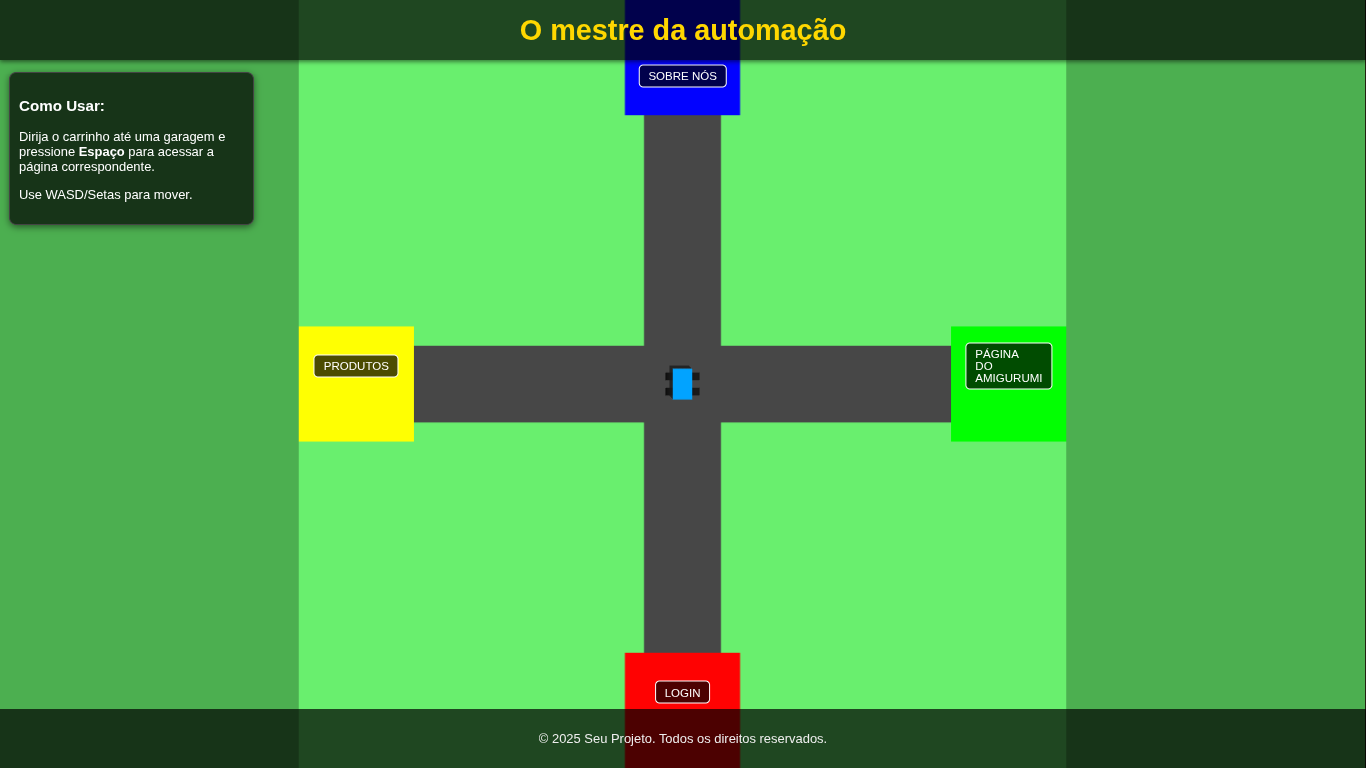 O mestre da automação
SOBRE NÓS
Como Usar:
Dirija o carrinho até uma garagem e
pressione Espaço para acessar a
página correspondente.
Use WASD/Setas para mover.
PRODUTOS
PÁGINA
DO
AMIGURUMI
LOGIN
© 2025 Seu Projeto. Todos os direitos reservados.